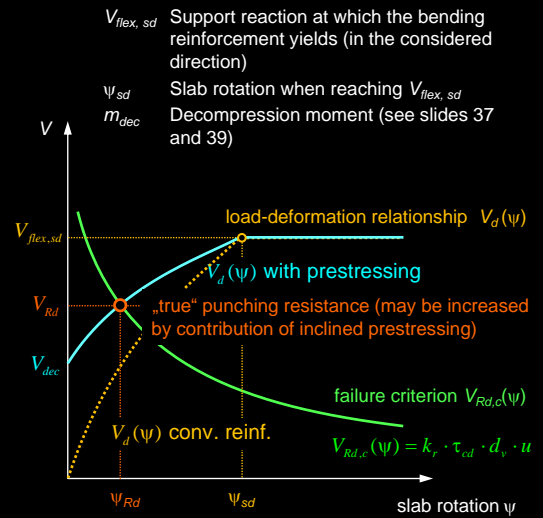 V_flex, sd Support reaction at which the bending
reinforcement yields (in the considered
direction)
ψ_sd Slab rotation when reaching V_flex, sd
m_dec Decompression moment (see slides 37
and 39)
V
load-deformation relationship V_d(ψ)
V_flex,sd
V_d(ψ) with prestressing
V_Rd
„true“ punching resistance (may be increased
by contribution of inclined prestressing)
V_dec
failure criterion V_Rd,c(ψ)
V_d(ψ) conv. reinf.
V_Rd,c(ψ) = k_r · τ_cd · d_v · u
ψ_Rd
ψ_sd
slab rotation ψ